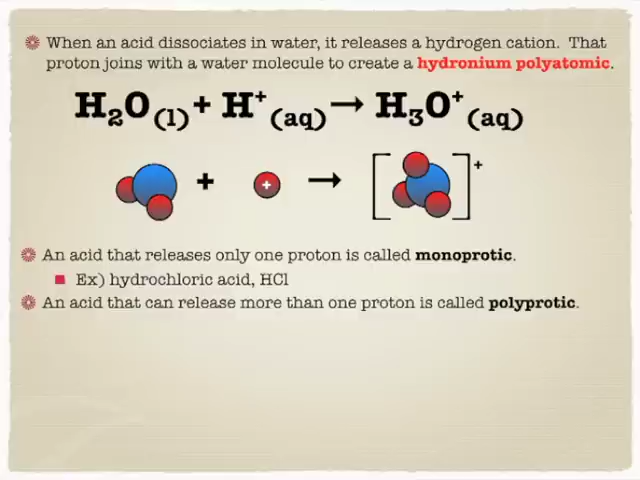 When an acid dissociates in water, it releases a hydrogen cation. That
proton joins with a water molecule to create a hydronium polyatomic.
H₂O(l) + H⁺(aq) → H₃O⁺(aq)
+ + → [ ]⁺
An acid that releases only one proton is called monoprotic.
Ex) hydrochloric acid, HCl
An acid that can release more than one proton is called polyprotic.